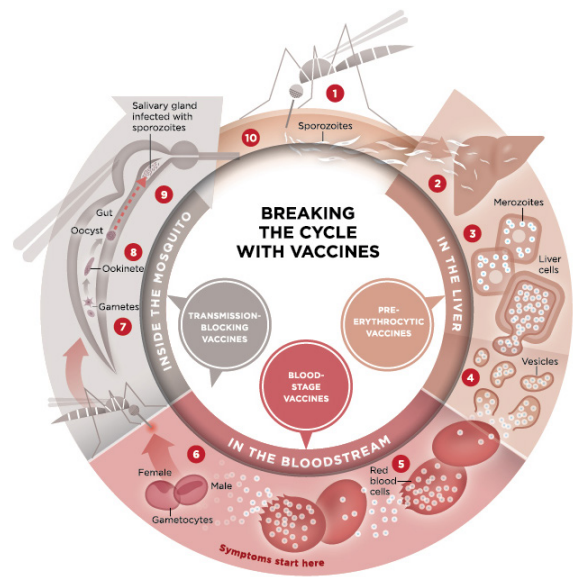 1
Salivary gland
infected with
sporozoites
10
Sporozoites
2
9
Merozoites
Gut
3
Oocyst
8
Ookinete
Gametes
7
BREAKING
THE CYCLE
WITH VACCINES
INSIDE THE MOSQUITO
IN THE LIVER
Liver
cells
TRANSMISSION-
BLOCKING
VACCINES
PRE-
ERYTHROCYTIC
VACCINES
BLOOD-
STAGE
VACCINES
Vesicles
4
IN THE BLOODSTREAM
6
5
Female
Male
Red
blood
cells
Gametocytes
Symptoms start here